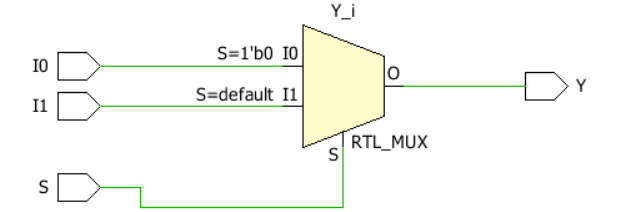 Y_i
I0
S=1'b0 I0
I1
S=default I1
O
Y
S
S
RTL_MUX